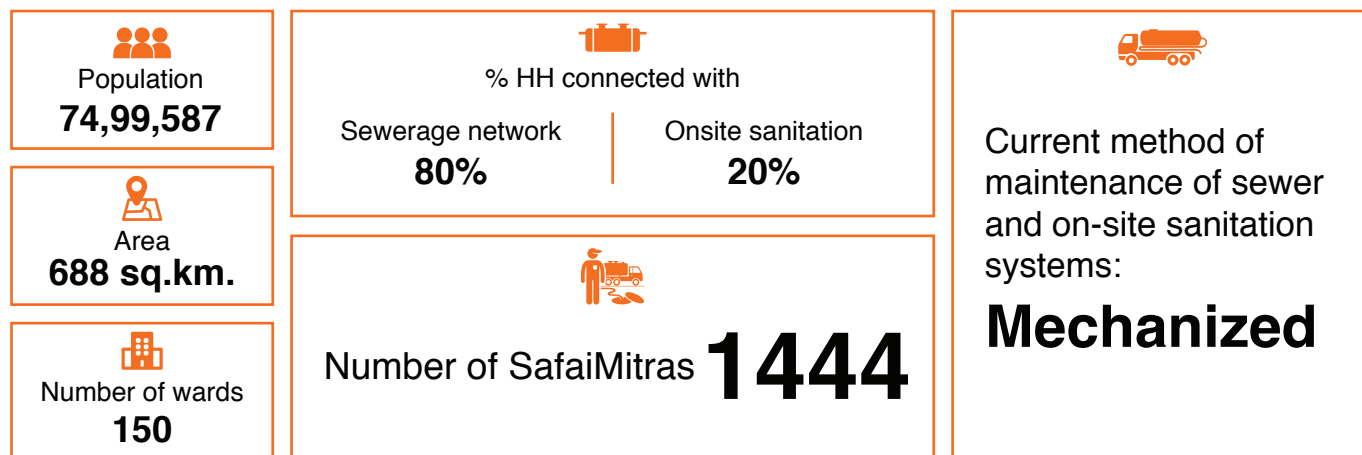 Population
74,99,587
Area
688 sq.km.
Number of wards
150
% HH connected with
Sewerage network
80%
Onsite sanitation
20%
Number of SafaiMitras 1444
Current method of
maintenance of sewer
and on-site sanitation
systems:
Mechanized